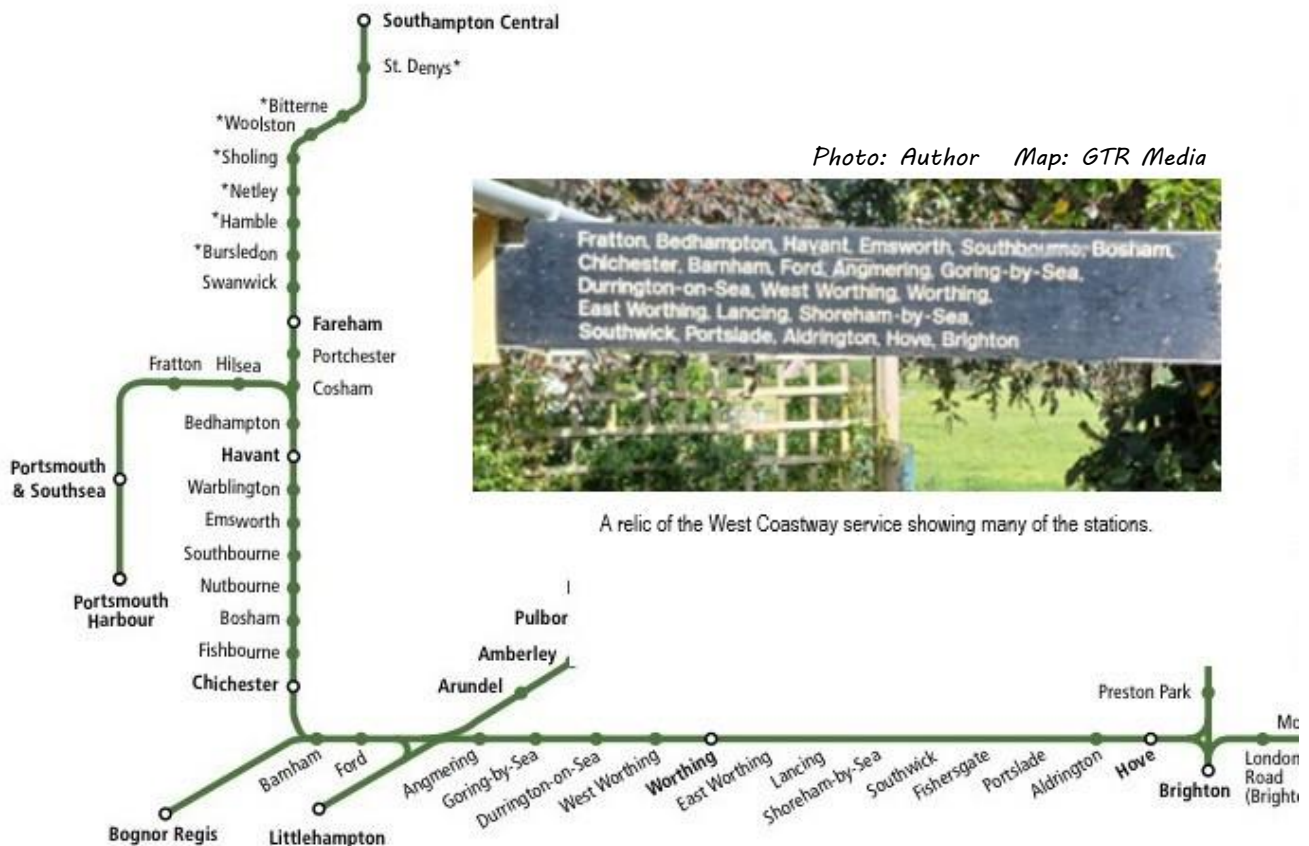 Southampton Central
St. Denys*
*Bitterne
*Woolston
*Sholing
*Netley
*Hamble
*Bursledon
Swanwick
Fareham
Portchester
Cosham
Fratton
Hilsea
Bedhampton
Havant
Warblington
Emsworth
Southbourne
Nutbourne
Bosham
Fishbourne
Chichester
Portsmouth
& Southsea
Portsmouth
Harbour
Photo: Author Map: GTR Media
Fratton, Bedhampton, Havant, Emsworth, Southbourne, Bosham,
Chichester, Barnham, Ford, Angmering, Goring-by-Sea,
Durrington-on-Sea, West Worthing, Worthing,
East Worthing, Lancing, Shoreham-by-Sea,
Southwick, Portslade, Aldrington, Hove, Brighton
A relic of the West Coastway service showing many of the stations.
Pulbor
Amberley
Arundel
Barnham
Ford
Angmering
Goring-by-Sea
Durrington-on-Sea
West Worthing
Worthing
East Worthing
Lancing
Shoreham-by-Sea
Southwick
Fishersgate
Portslade
Aldrington
Hove
Preston Park
Brighton
Mo
London
Road
(Brighte
Bognor Regis
Littlehampton